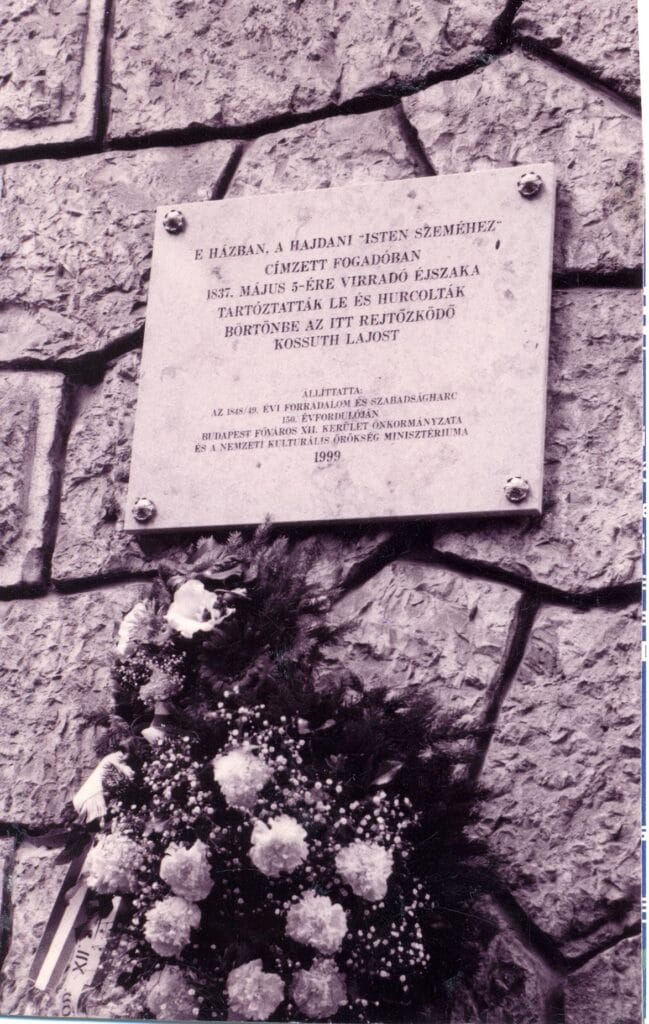 E HÁZBAN, A HAJDANI "ISTEN SZEMÉHEZ"
CÍMZETT FOGADÓBAN
1837. MÁJUS 5-ÉRE VIRRADÓ ÉJSZAKA
TARTÓZTATTÁK LE ÉS HURCOLTÁK
BÖRTÖNBE AZ ITT REJTŐZKÖDŐ
KOSSUTH LAJOST
ÁLLÍTTATTA:
AZ 1848/49. ÉVI FORRADALOM ÉS SZABADSÁGHARC
150. ÉVFORDULÓJÁN
BUDAPEST FŐVÁROS XII. KERÜLET ÖNKORMÁNYZATA
ÉS A NEMZETI KULTURÁLIS ÖRÖKSÉG MINISZTÉRIUMA
1999
XII